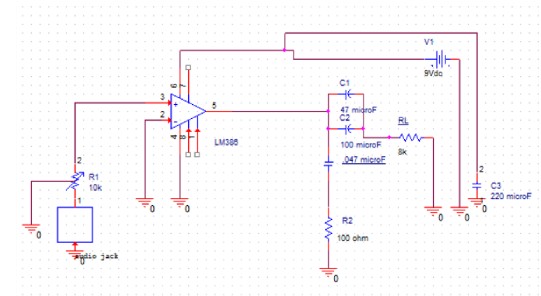 V1
9Vdc
0
6
7
C1
47 microF
3
+
5
2
-
LM386
C2
100 microF
RL
8k
4
8
1
.047 microF
2
R1
10k
1
0
0
0
0
0
2
C3
220 microF
1
0
R2
100 ohm
audio jack
0
0